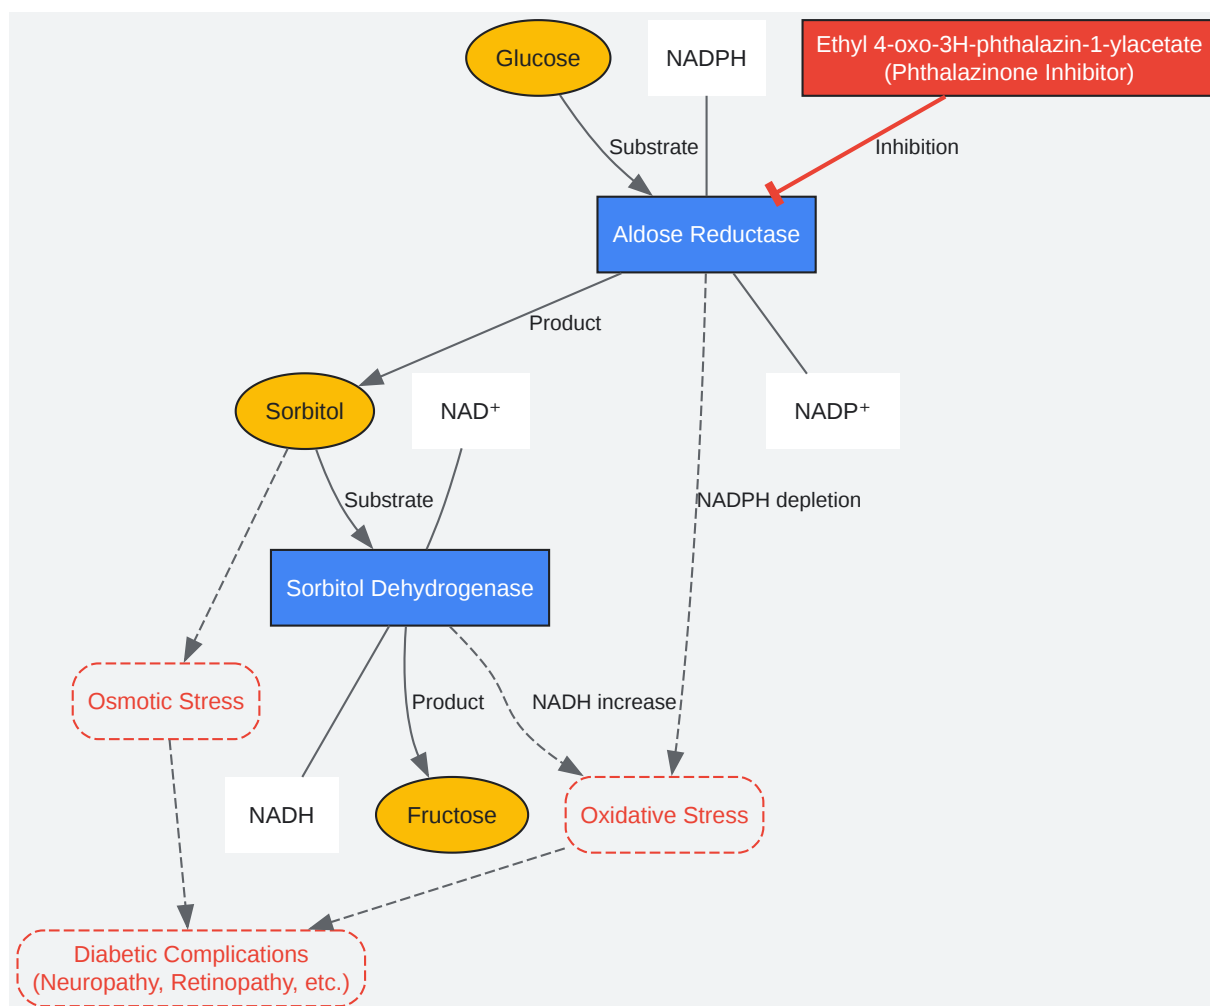 Glucose
NADPH
Ethyl 4-oxo-3H-phthalazin-1-ylacetate
(Phthalazinone Inhibitor)
Substrate
Inhibition
Aldose Reductase
Product
Sorbitol
NAD⁺
NADP⁺
Substrate
NADPH depletion
Sorbitol Dehydrogenase
Osmotic Stress
Product
NADH increase
NADH
Fructose
Oxidative Stress
Diabetic Complications
(Neuropathy, Retinopathy, etc.)